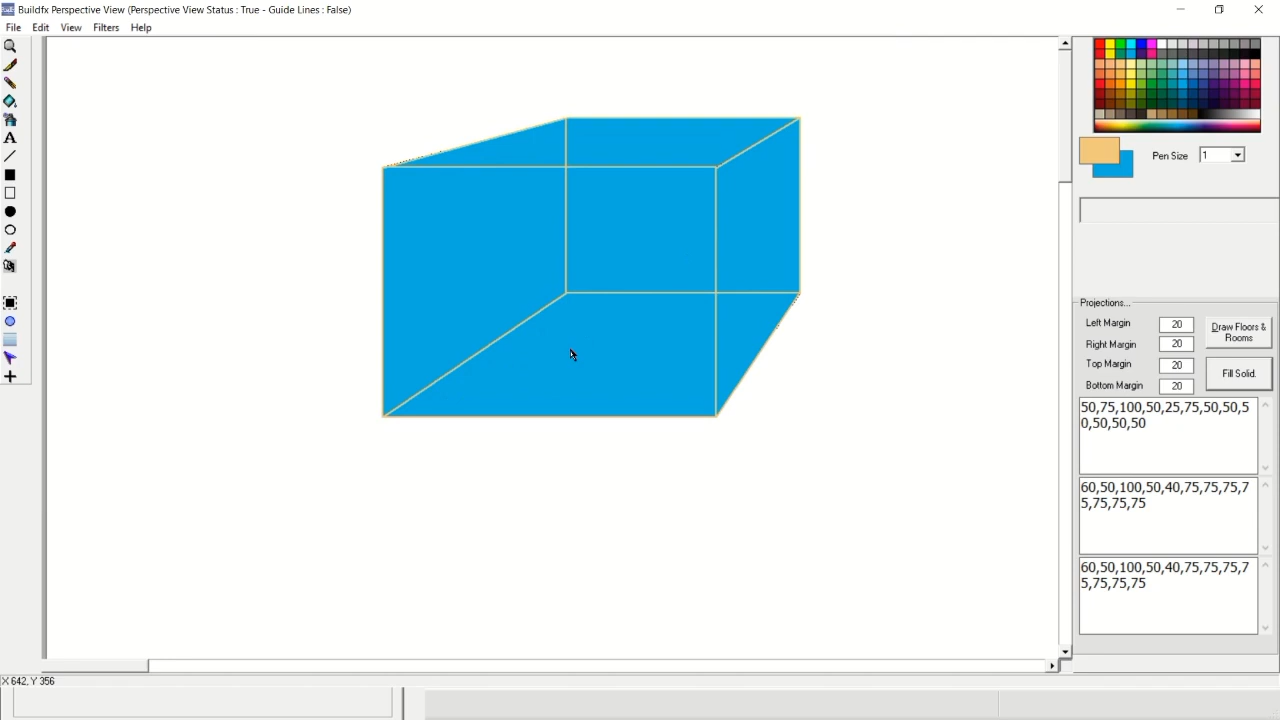 Buildfx Perspective View (Perspective View Status : True - Guide Lines : False)
File Edit View Filters Help
A
Pen Size 1
Projections...
Left Margin 20
Right Margin 20
Top Margin 20
Bottom Margin 20
Draw Floors &
Rooms
Fill Solid.
50,75,100,50,25,75,50,50,5
0,50,50,50
60,50,100,50,40,75,75,75,7
5,75,75,75
60,50,100,50,40,75,75,75,7
5,75,75,75
X 642, Y 356